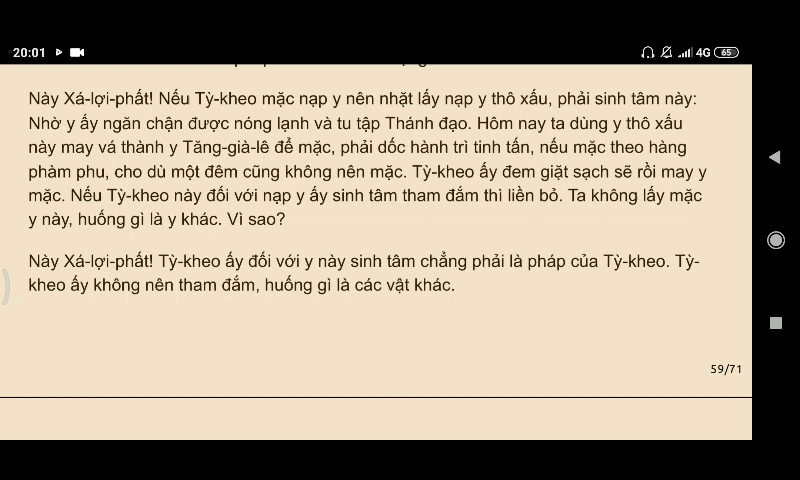 20:01
4G 65
Này Xá-lợi-phất! Nếu Tỳ-kheo mặc nạp y nên nhặt lấy nạp y thô xấu, phải sinh tâm này:
Nhờ y ấy ngăn chận được nóng lạnh và tu tập Thánh đạo. Hôm nay ta dùng y thô xấu
này may vá thành y Tăng-già-lê để mặc, phải dốc hành trì tinh tấn, nếu mặc theo hàng
phàm phu, cho dù một đêm cũng không nên mặc. Tỳ-kheo ấy đem giặt sạch sẽ rồi may y
mặc. Nếu Tỳ-kheo này đối với nạp y ấy sinh tâm tham đắm thì liền bỏ. Ta không lấy mặc
y này, huống gì là y khác. Vì sao?
Này Xá-lợi-phất! Tỳ-kheo ấy đối với y này sinh tâm chẳng phải là pháp của Tỳ-kheo. Tỳ-
kheo ấy không nên tham đắm, huống gì là các vật khác.
59/71